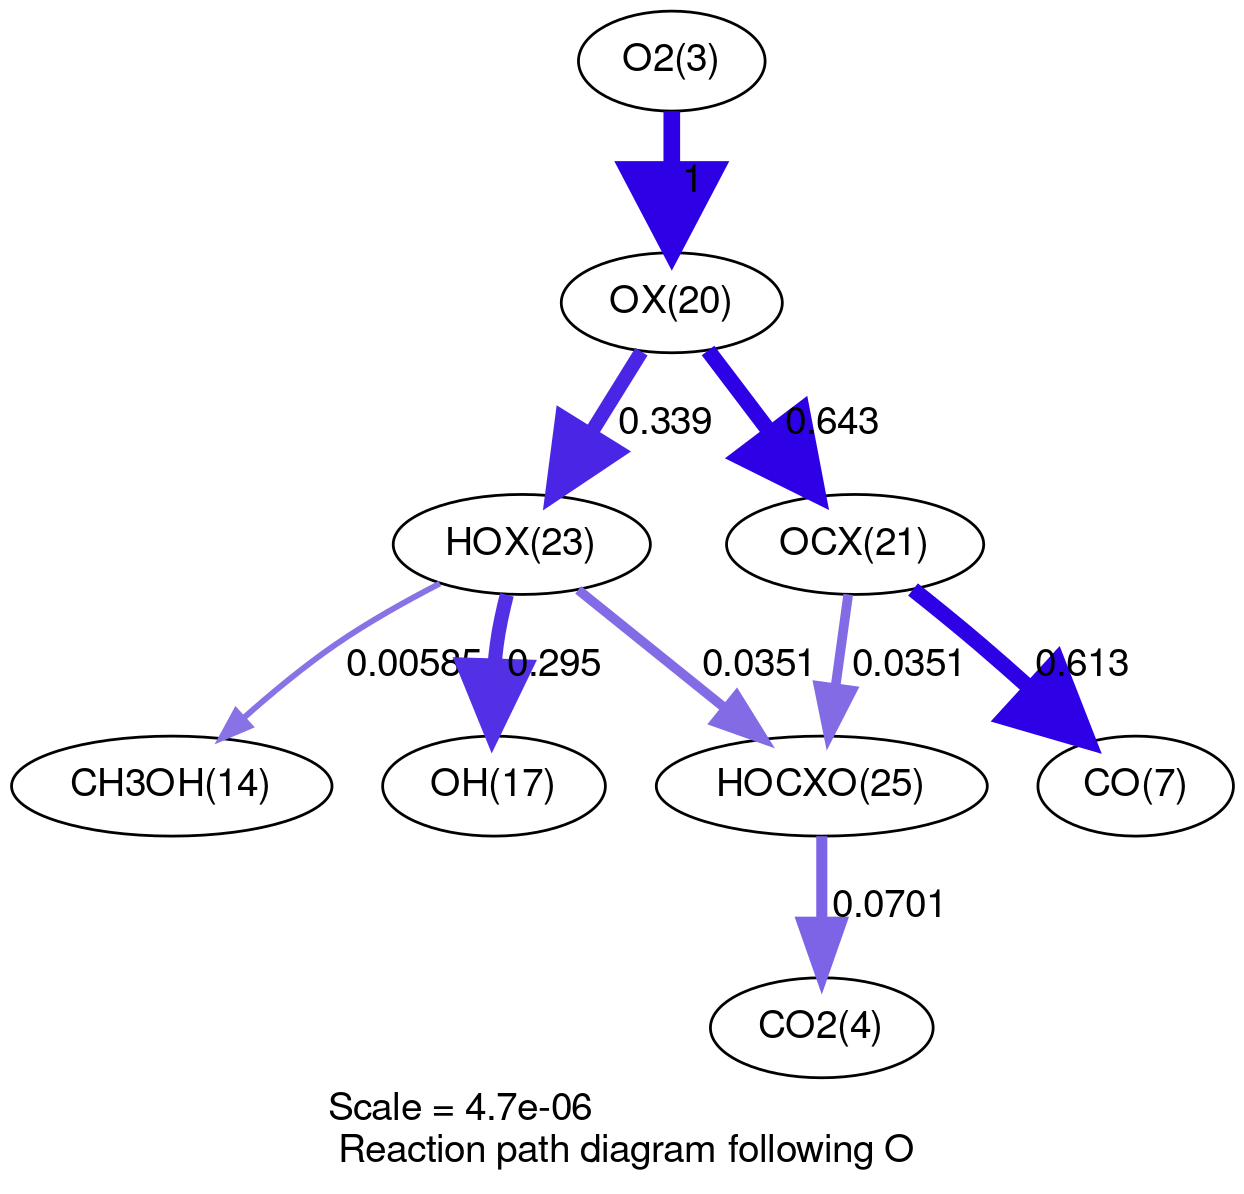 O2(3)
1
OX(20)
0.339
0.643
HOX(23)
OCX(21)
0.00585
0.295
0.0351
0.0351
0.613
CH3OH(14)
OH(17)
HOCXO(25)
CO(7)
0.0701
CO2(4)
Scale = 4.7e-06
Reaction path diagram following O